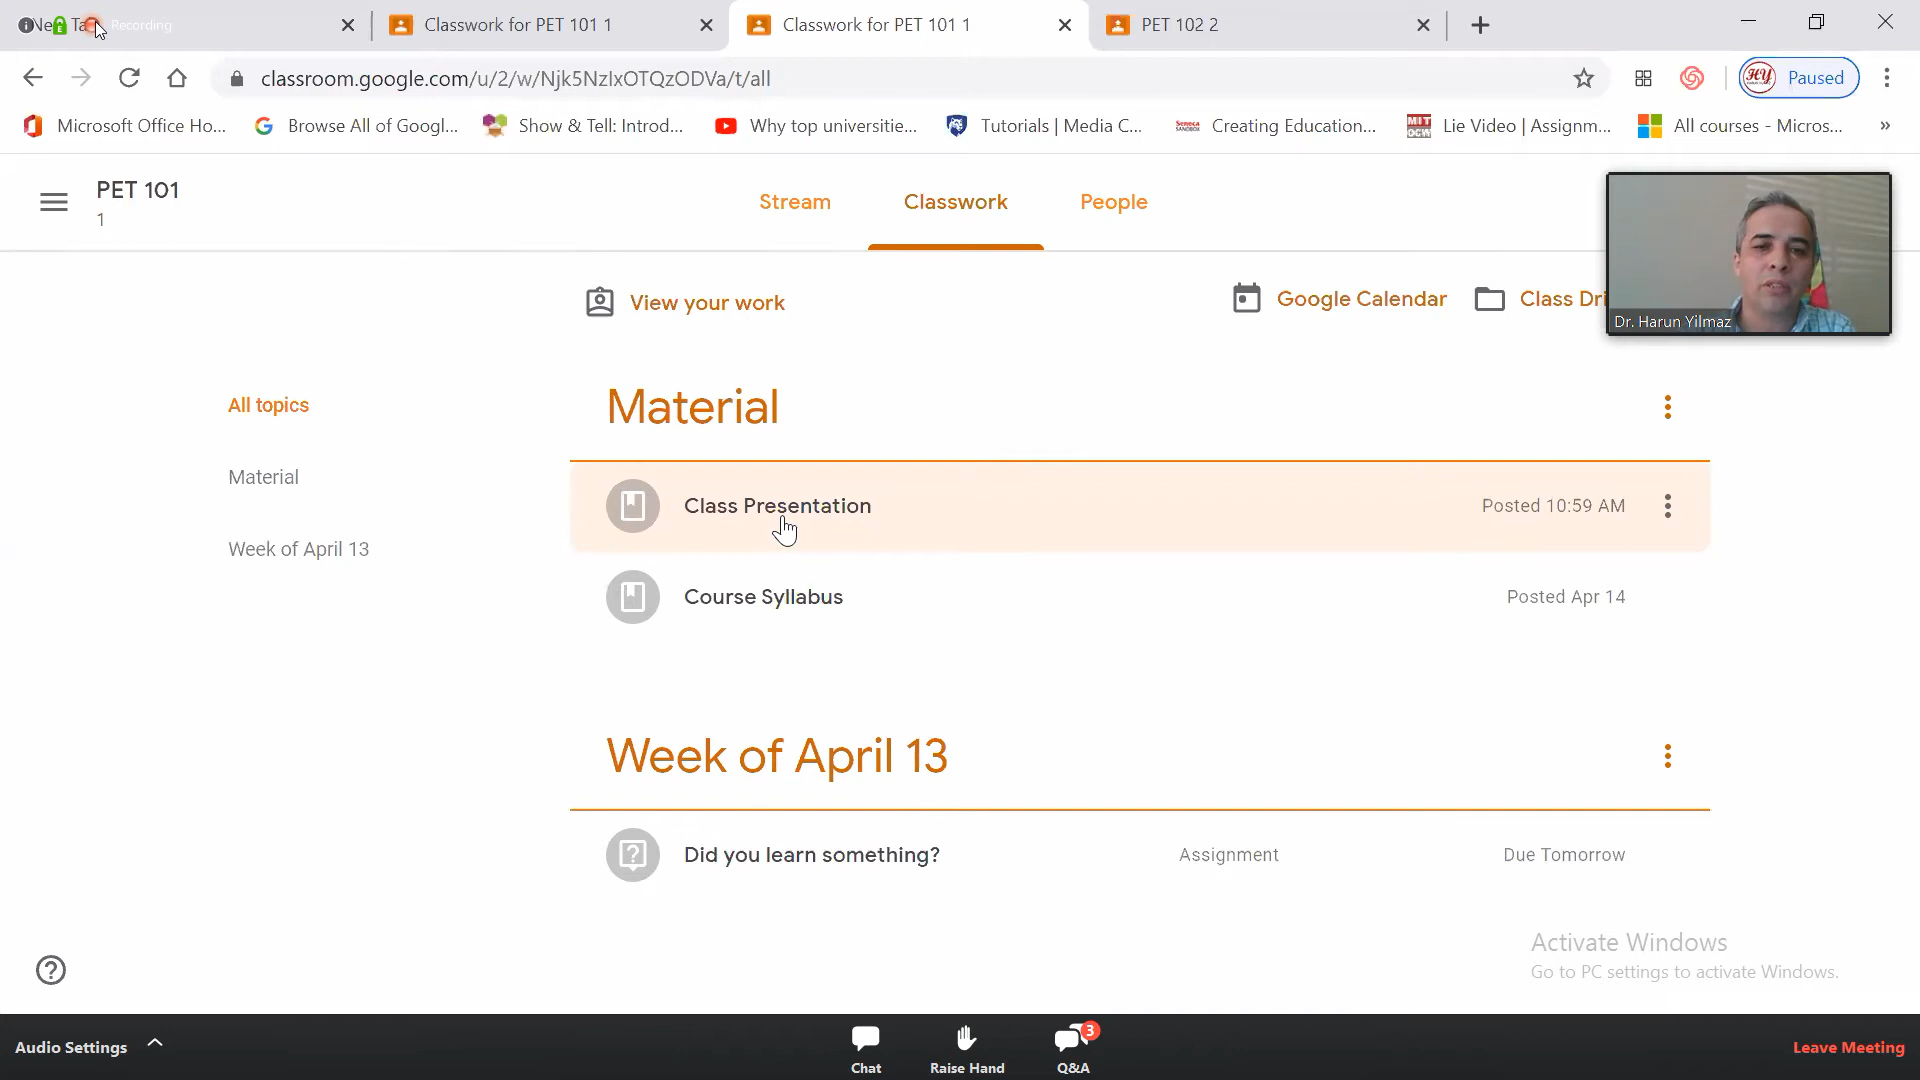 Ne Ta Recording
Classwork for PET 101 1
Classwork for PET 101 1
PET 102 2
classroom.google.com/u/2/w/Njk5NzIxOTQzODVa/t/all
HY
Paused
Microsoft Office Ho...
Browse All of Googl...
Show & Tell: Introd...
Why top universitie...
Tutorials | Media C...
Creating Education...
Lie Video | Assignm...
All courses - Micros...
PET 101
1
Stream
Classwork
People
View your work
Google Calendar
Class Dri
Dr. Harun Yilmaz
All topics
Material
Week of April 13
Material
Class Presentation
Posted 10:59 AM
Course Syllabus
Posted Apr 14
Week of April 13
Did you learn something?
Assignment
Due Tomorrow
Activate Windows
Go to PC settings to activate Windows.
Audio Settings
Chat
Raise Hand
3
Q&A
Leave Meeting